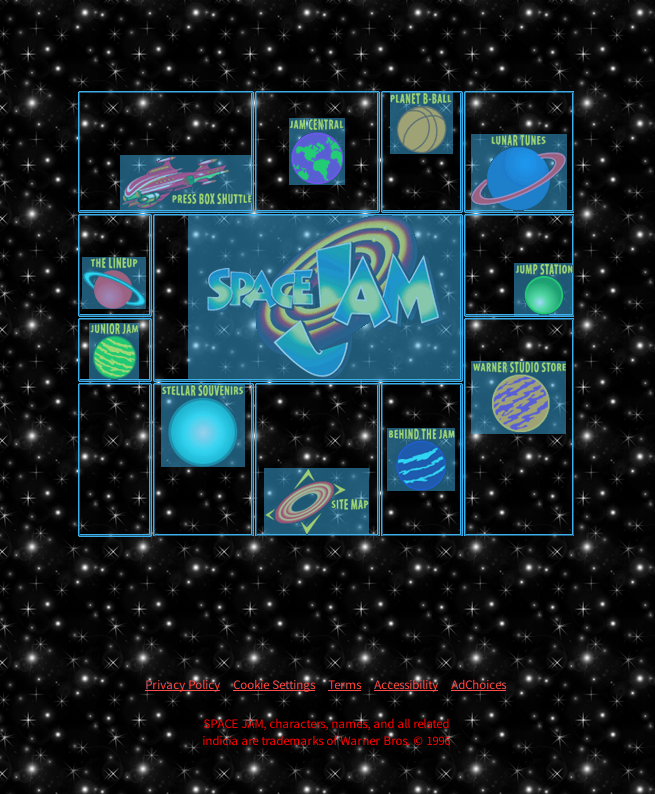 PLANET B-BALL
JAM CENTRAL
LUNAR TUNES
PRESS BOX SHUTTLE
THE LINEUP
SPACE JAM
JUMP STATION
JUNIOR JAM
WARNER STUDIO STORE
STELLAR SOUVENIRS
BEHIND THE JAM
SITE MAP
Privacy Policy Cookie Settings Terms Accessibility AdChoices
SPACE JAM, characters, names, and all related
indicia are trademarks of Warner Bros. © 1996